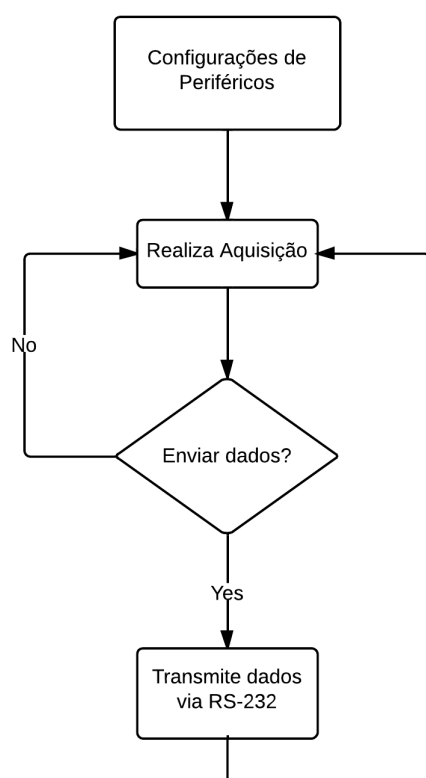 Configurações de
Periféricos
Realiza Aquisição
No
Enviar dados?
Yes
Transmite dados
via RS-232